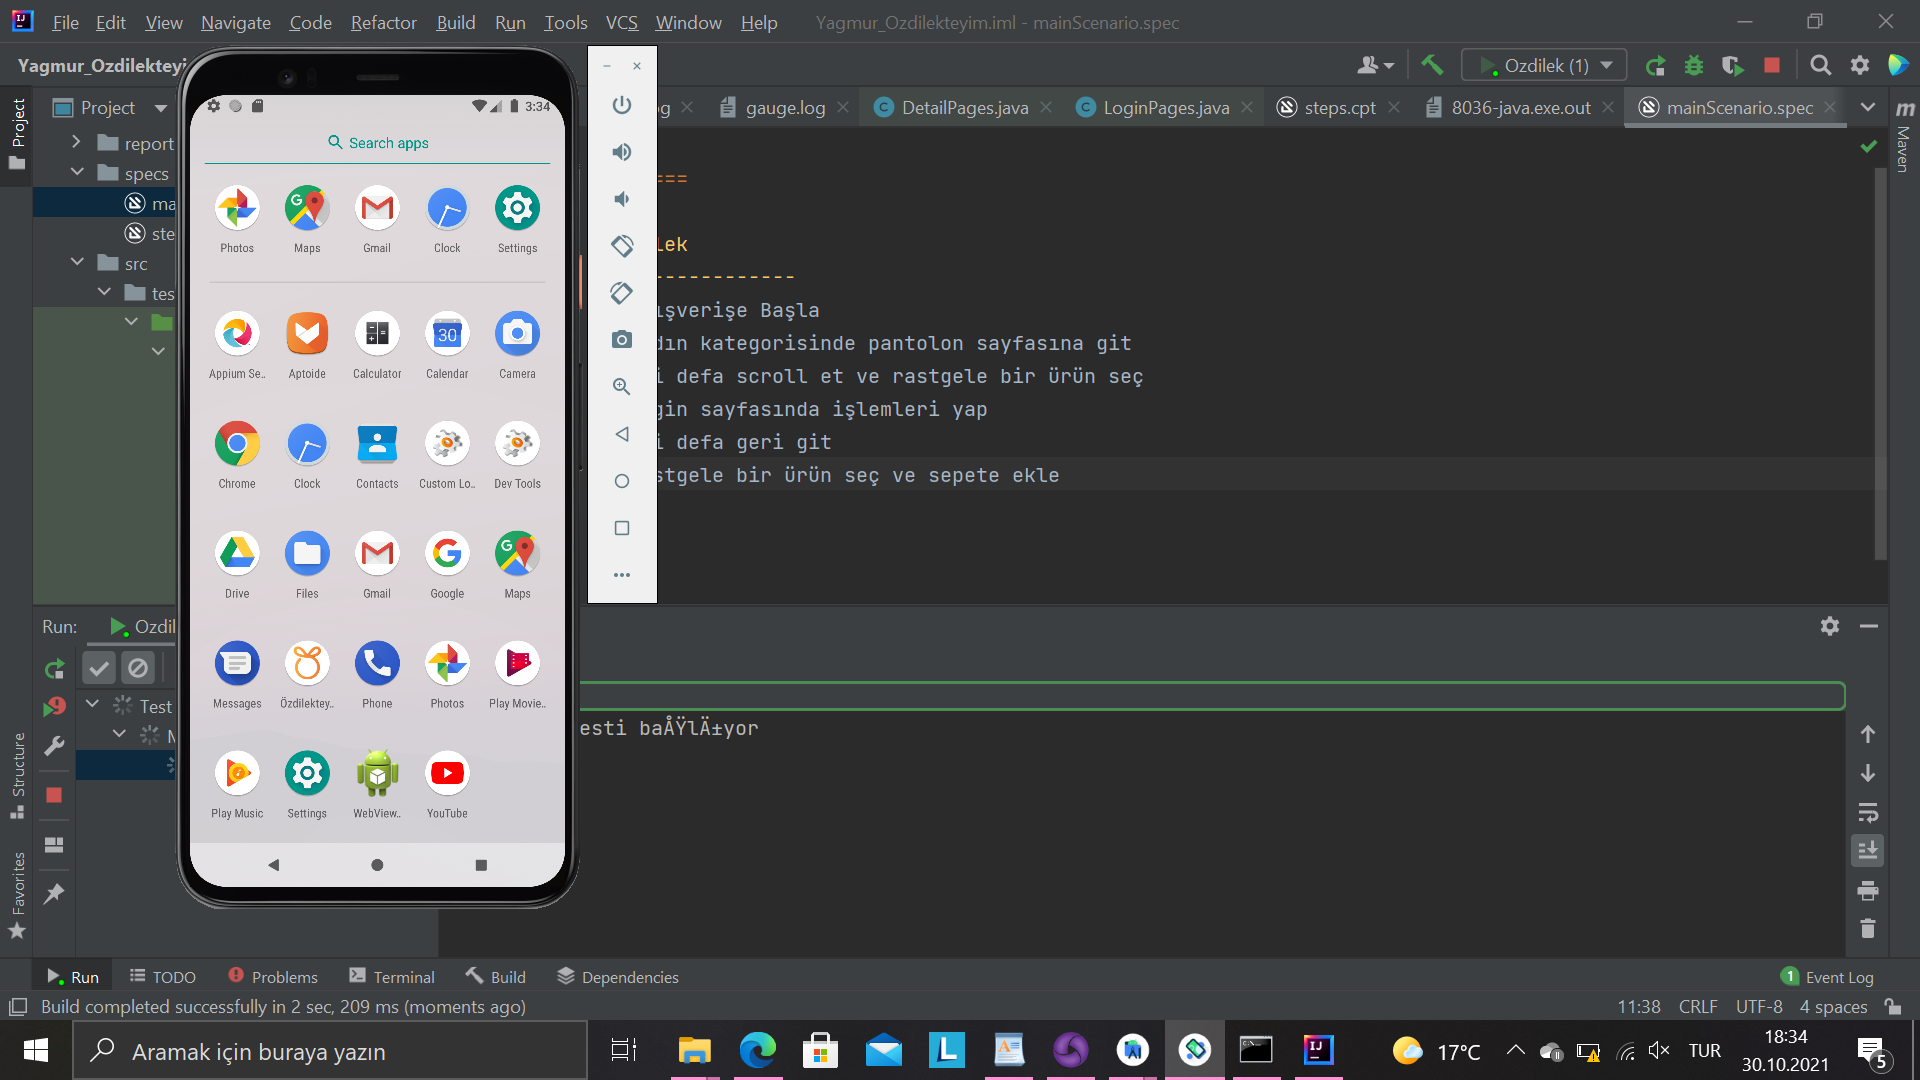 File Edit View Navigate Code Refactor Build Run Tools VCS Window Help Yagmur_Ozdilekteyim.iml - mainScenario.spec
Yagmur_Ozdilekteyi
Ozdilek (1)
Project
gauge.log
DetailPages.java
LoginPages.java
steps.cpt
8036-java.exe.out
mainScenario.spec
Project
Maven
report
specs
ma
ste
src
tes
3:34
Search apps
Photos Maps Gmail Clock Settings
Appium Se.. Aptoide Calculator Calendar Camera
30
Chrome Clock Contacts Custom Lo.. Dev Tools
Drive Files Gmail Google Maps
Messages Özdilektey.. Phone Photos Play Movie..
Play Music Settings WebView.. YouTube
===
lek
------------
ışverişe Başla
dın kategorisinde pantolon sayfasına git
i defa scroll et ve rastgele bir ürün seç
gin sayfasında işlemleri yap
i defa geri git
stgele bir ürün seç ve sepete ekle
Run: Ozdil
Test
M
esti baÅŸlÄ±yor
Structure
Favorites
Run TODO Problems Terminal Build Dependencies
1 Event Log
Build completed successfully in 2 sec, 209 ms (moments ago)
11:38 CRLF UTF-8 4 spaces
Aramak için buraya yazın
17°C
TUR
18:34
30.10.2021
5